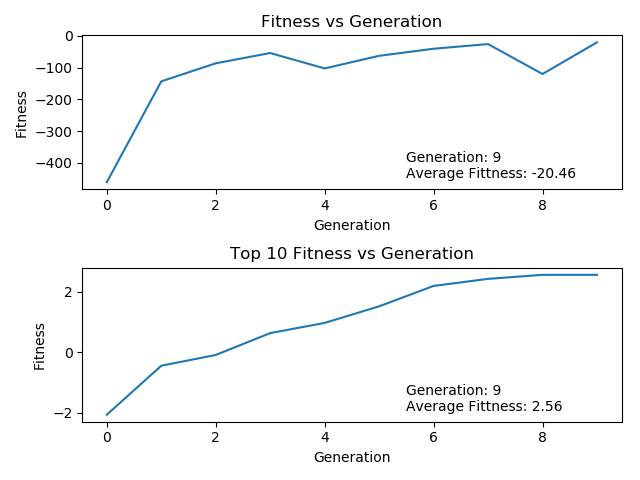 Fitness vs Generation
0
−100
−200
−300
−400
Fitness
Generation: 9
Average Fittness: -20.46
0 2 4 6 8
Generation
Top 10 Fitness vs Generation
2
0
−2
Fitness
Generation: 9
Average Fittness: 2.56
0 2 4 6 8
Generation